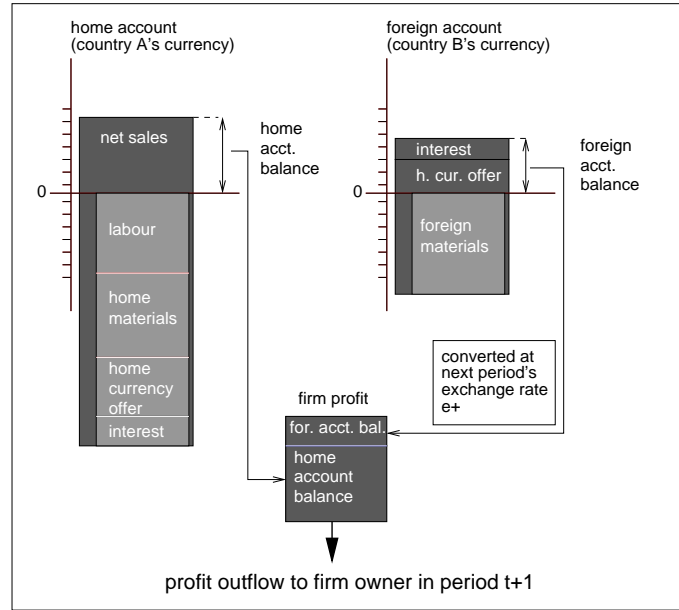 home account
(country A's currency)
foreign account
(country B's currency)
net sales
home
acct.
balance
interest
h. cur. offer
foreign
acct.
balance
0
0
labour
foreign
materials
home
materials
home
currency
offer
interest
converted at
next period's
exchange rate
e+
firm profit
for. acct. bal.
home
account
balance
profit outflow to firm owner in period t+1